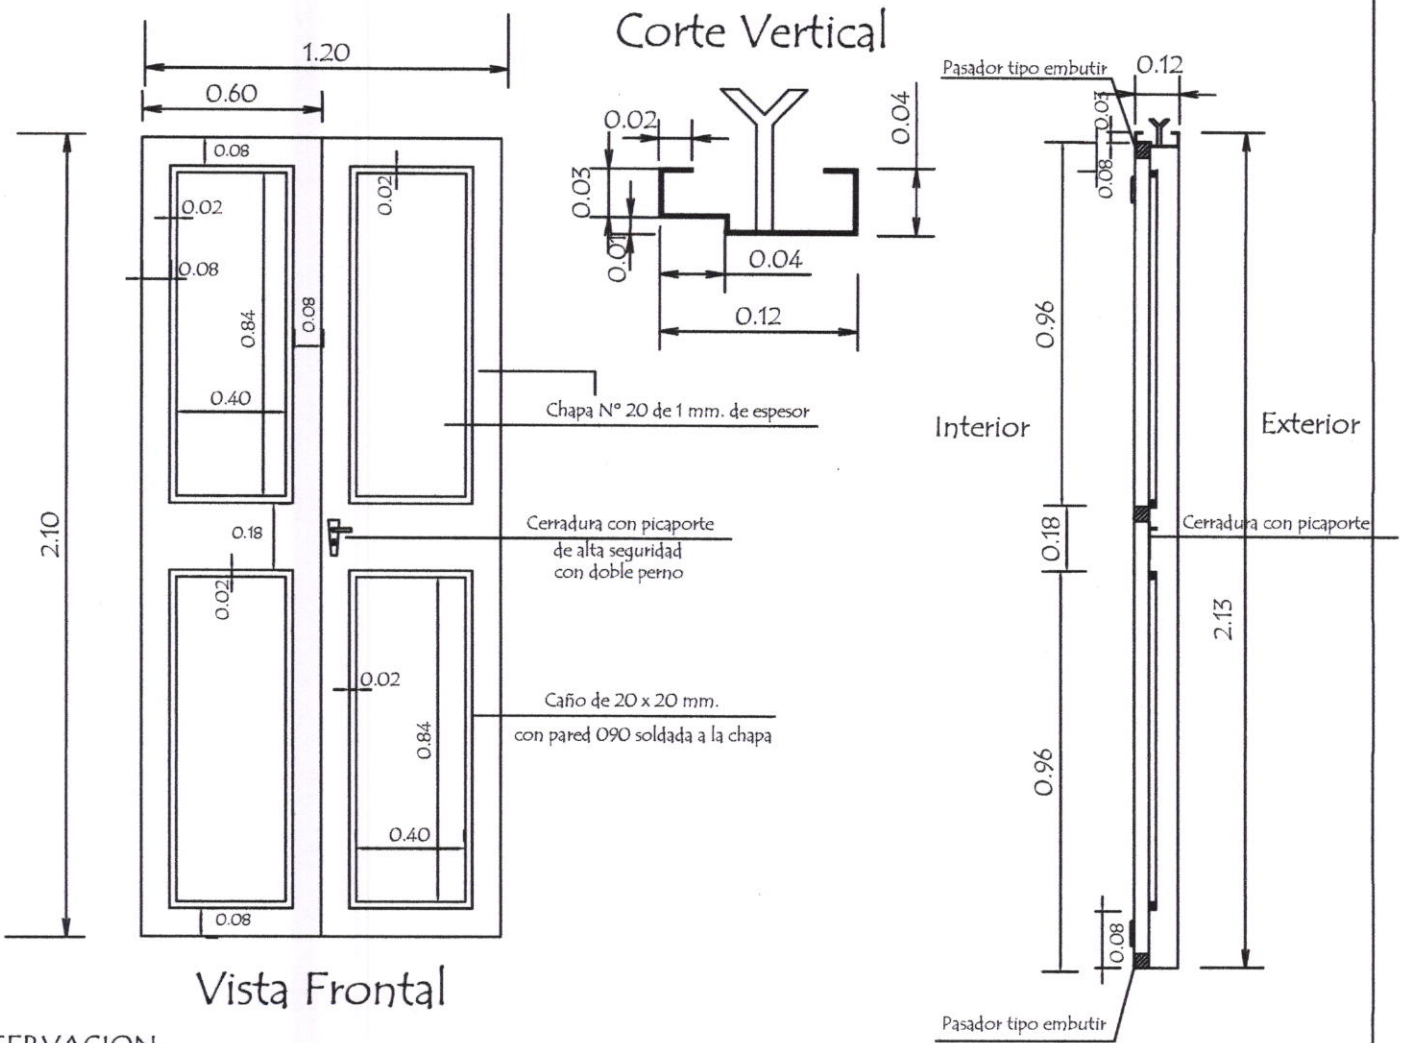 Corte Vertical
1.20
0.60
0.08
0.02
0.02
0.08
0.84
0.08
0.40
2.10
0.18
0.02
0.02
0.84
0.40
0.08
Vista Frontal
0.02
0.04
0.03
0.01
0.04
0.12
Chapa N° 20 de 1 mm. de espesor
Cerradura con picaporte
de alta seguridad
con doble perno
Caño de 20 x 20 mm.
con pared 090 soldada a la chapa
Pasador tipo embutir
0.12
0.03
0.08
0.96
Interior
Exterior
Cerradura con picaporte
0.18
2.13
0.96
0.08
Pasador tipo embutir